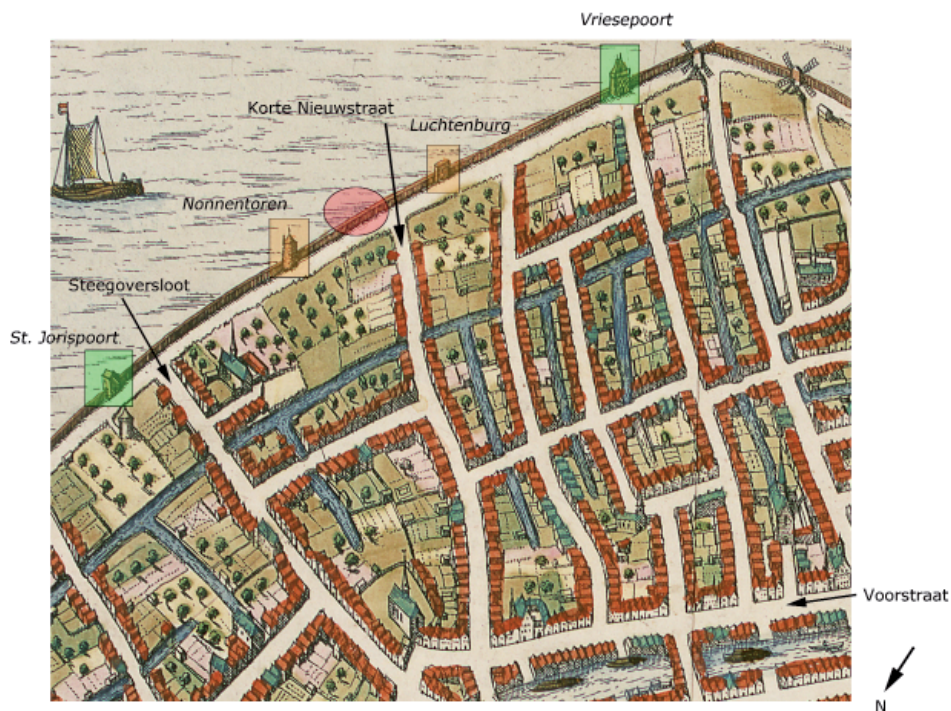 Vriesepoort
Korte Nieuwstraat
Luchtenburg
Nonnentoren
Steegoversloot
St. Jorispoort
Voorstraat
N